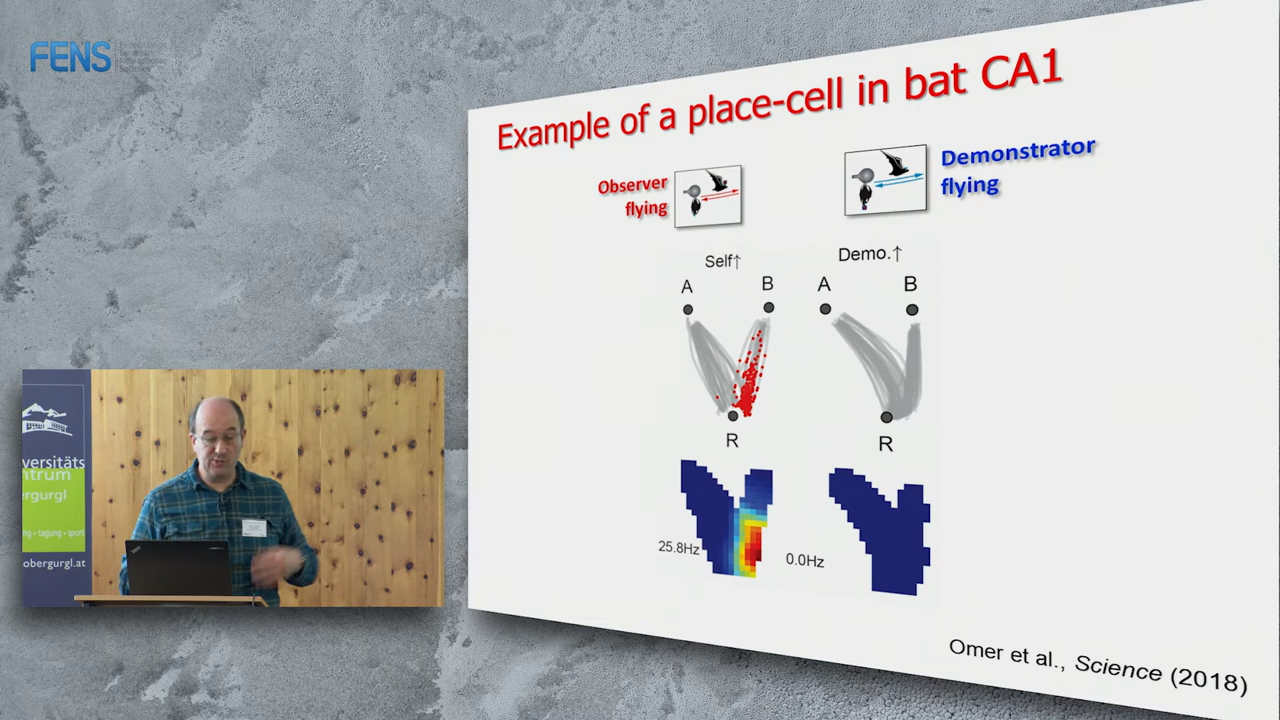 FENS
Example of a place-cell in bat CA1
Observer
flying
Demonstrator
flying
Self↑
Demo.↑
A
B
A
B
R
R
25.8Hz
0.0Hz
Omer et al., Science (2018)
versitäts
ntrum
ergurgl
ng • tagung • sport
obergurgl.at